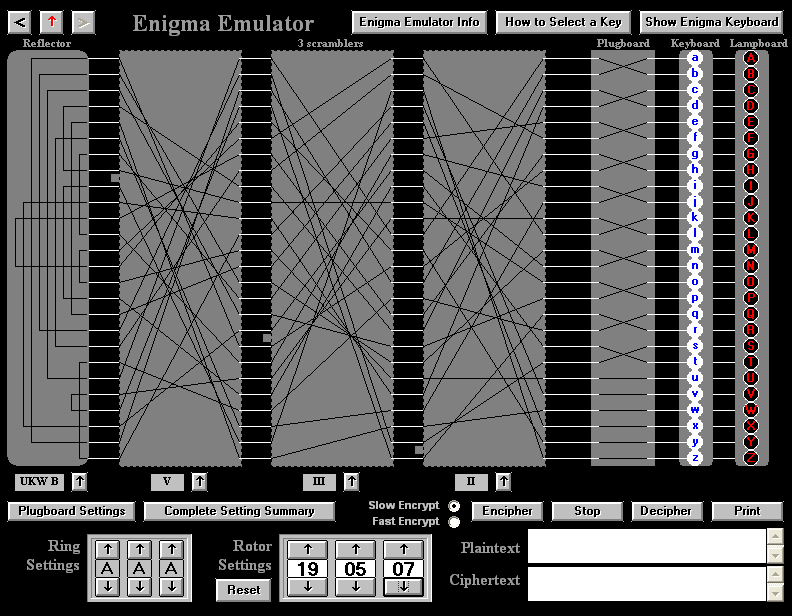 < ↑ > Enigma Emulator Enigma Emulator Info How to Select a Key Show Enigma Keyboard
Reflector 3 scramblers Plugboard Keyboard Lampboard
a A
b B
c C
d D
e E
f F
g G
h H
i I
j J
k K
l L
m M
n N
o O
p P
q Q
r R
s S
t T
u U
v V
w W
x X
y Y
z Z
UKW B ↑ V ↑ III ↑ II ↑
Plugboard Settings Complete Setting Summary Slow Encrypt Encipher Stop Decipher Print
Fast Encrypt
Ring Settings A A A
Rotor Settings 19 05 07
Reset
Plaintext
Ciphertext